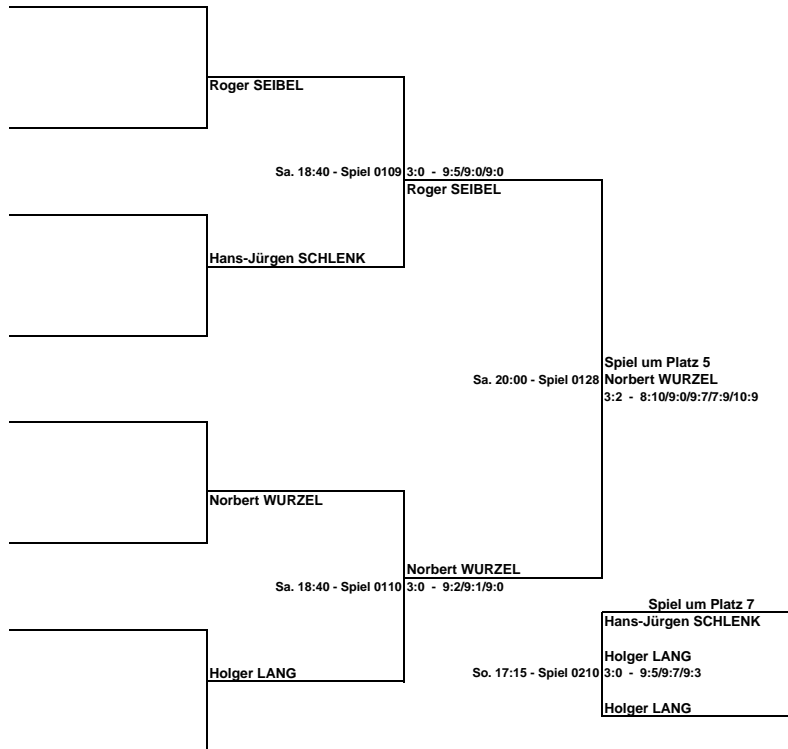 Roger SEIBEL
Sa. 18:40 - Spiel 0109 3:0 - 9:5/9:0/9:0
Roger SEIBEL
Hans-Jürgen SCHLENK
Spiel um Platz 5
Sa. 20:00 - Spiel 0128 Norbert WURZEL
3:2 - 8:10/9:0/9:7/7:9/10:9
Norbert WURZEL
Norbert WURZEL
Sa. 18:40 - Spiel 0110 3:0 - 9:2/9:1/9:0
Spiel um Platz 7
Hans-Jürgen SCHLENK
Holger LANG
Holger LANG
So. 17:15 - Spiel 0210 3:0 - 9:5/9:7/9:3
Holger LANG